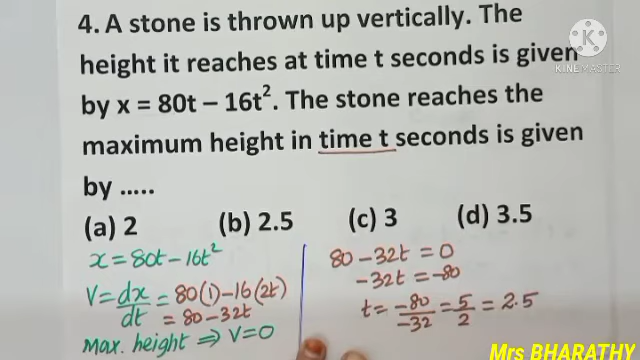 4. A stone is thrown up vertically. The
height it reaches at time t seconds is given
by x = 80t – 16t². The stone reaches the
maximum height in time t seconds is given
by .....
(a) 2 (b) 2.5 (c) 3 (d) 3.5
x = 80t - 16t²
V = dx/dt = 80(1) - 16(2t)
= 80 - 32t
Max. height ⇒ V=0
80 - 32t = 0
-32t = -80
t = -80/-32 = 5/2 = 2.5
KINEMASTER
Mrs BHARATHY